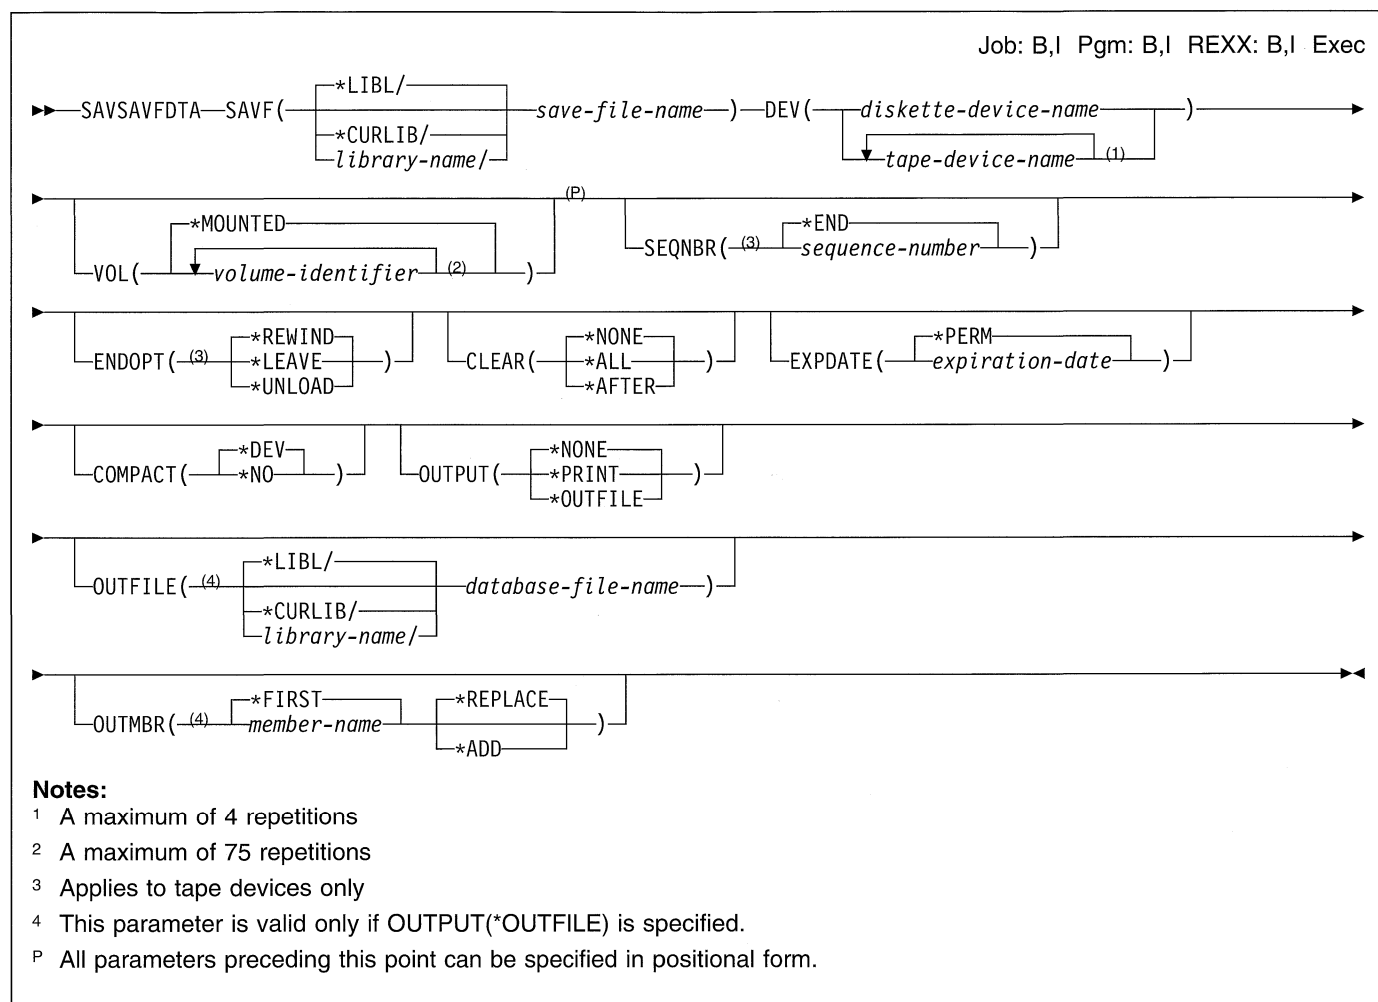 Job: B,I Pgm: B,I REXX: B,I Exec
*LIBL/
SAVSAVFDTA SAVF( save-file-name ) DEV( diskette-device-name )
*CURLIB/
library-name/ tape-device-name (1)
(P)
*MOUNTED *END
SEQNBR( (3) sequence-number )
VOL( volume-identifier (2) )
*REWIND *NONE *PERM
ENDOPT( (3) *LEAVE ) CLEAR( *ALL ) EXPDATE( expiration-date )
*UNLOAD *AFTER
*DEV *NONE
COMPACT( *NO ) OUTPUT( *PRINT )
*OUTFILE
*LIBL/
OUTFILE( (4) database-file-name )
*CURLIB/
library-name/
*FIRST *REPLACE
OUTMBR( (4) member-name )
*ADD
Notes:
1 A maximum of 4 repetitions
2 A maximum of 75 repetitions
3 Applies to tape devices only
4 This parameter is valid only if OUTPUT(*OUTFILE) is specified.
P All parameters preceding this point can be specified in positional form.